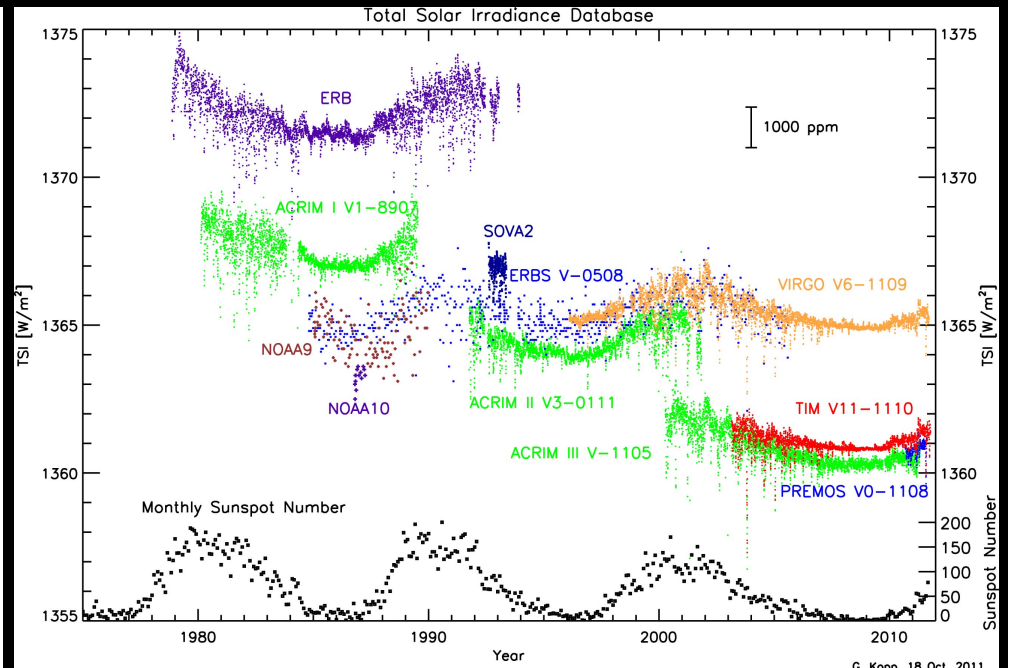 Total Solar Irradiance Database
1375
1375
ERB
1000 ppm
1370
1370
ACRIM I V1-8907
SOVA2
ERBS V-0508
VIRGO V6-1109
TSI [W/m²]
TSI [W/m²]
1365
1365
NOAA9
NOAA10
ACRIM II V3-0111
TIM V11-1110
ACRIM III V-1105
1360
1360
PREMOS V0-1108
Monthly Sunspot Number
200
150
100
50
0
Sunspot Number
1355
1980
1990
2000
2010
Year
G. Kopp, 18 Oct. 2011